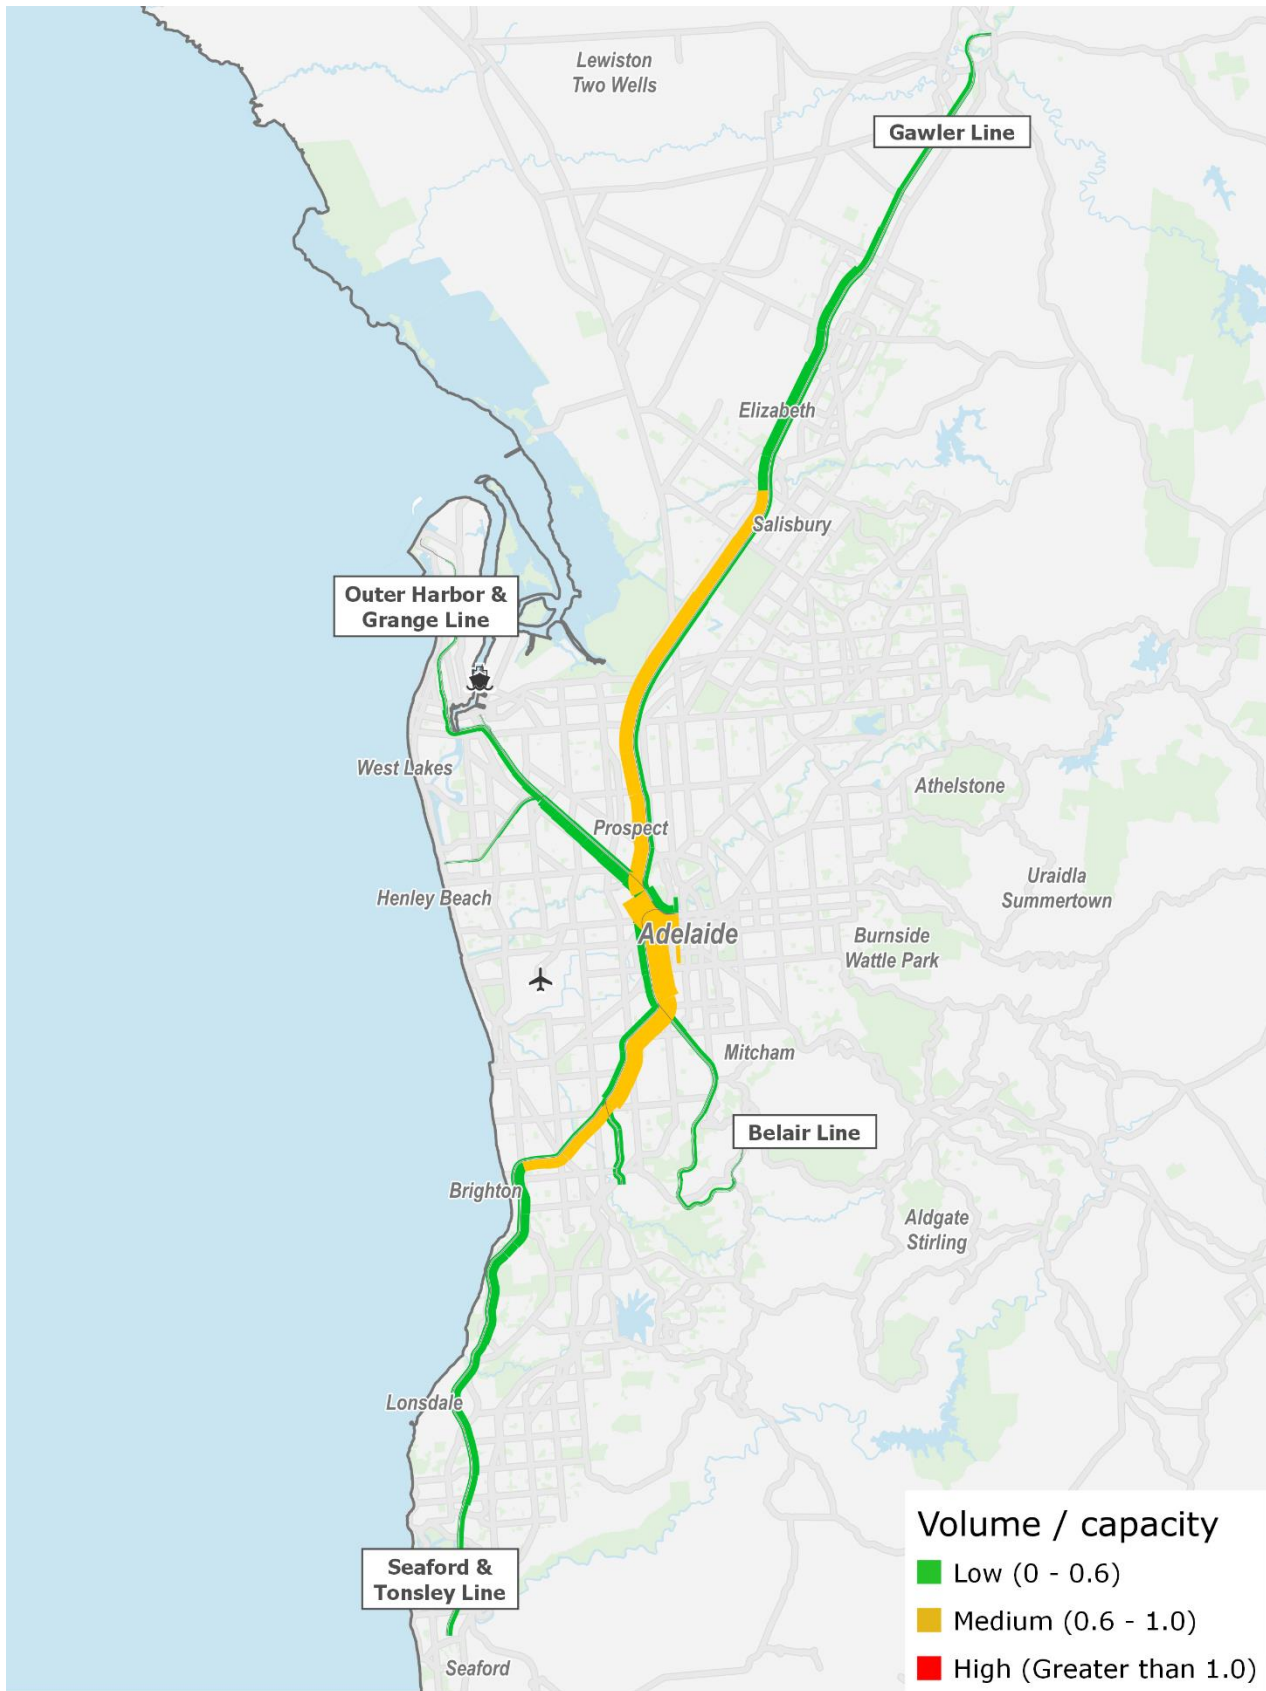 Lewiston
Two Wells
Gawler Line
Elizabeth
Salisbury
Outer Harbor &
Grange Line
West Lakes
Athelstone
Prospect
Uraidla
Summertown
Henley Beach
Adelaide
Burnside
Wattle Park
Mitcham
Belair Line
Brighton
Aldgate
Stirling
Lonsdale
Seaford &
Tonsley Line
Seaford
Volume / capacity
Low (0 - 0.6)
Medium (0.6 - 1.0)
High (Greater than 1.0)